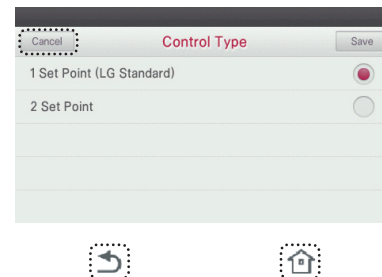 Cancel Control Type Save
1 Set Point (LG Standard)
2 Set Point